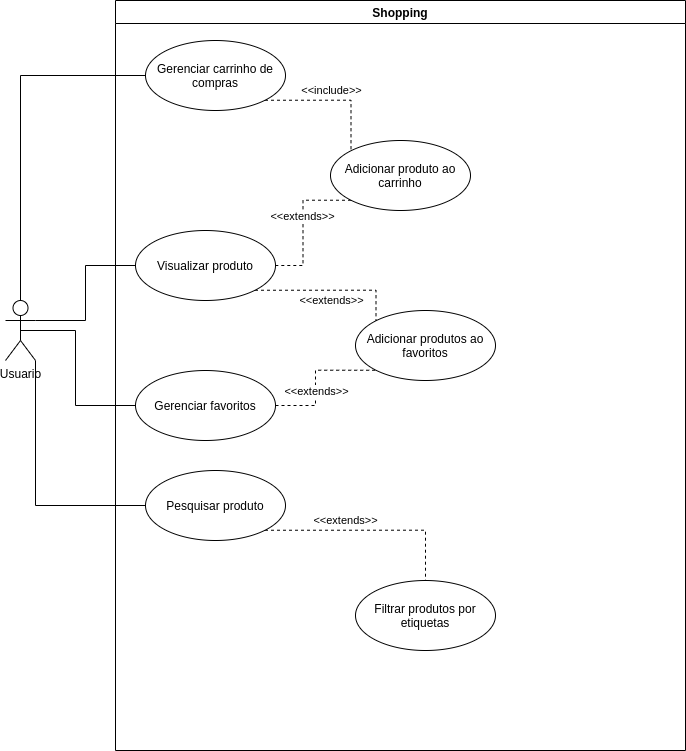 Shopping
Gerenciar carrinho de
compras
<<include>>
Adicionar produto ao
carrinho
<<extends>>
Visualizar produto
<<extends>>
Adicionar produtos ao
favoritos
Usuario
<<extends>>
Gerenciar favoritos
Pesquisar produto
<<extends>>
Filtrar produtos por
etiquetas